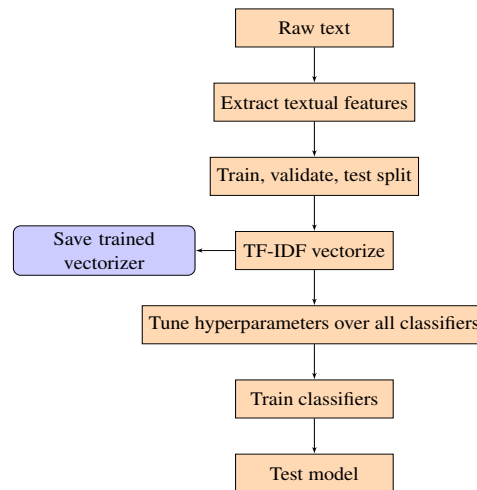 Raw text
Extract textual features
Train, validate, test split
Save trained
vectorizer
TF-IDF vectorize
Tune hyperparameters over all classifiers
Train classifiers
Test model